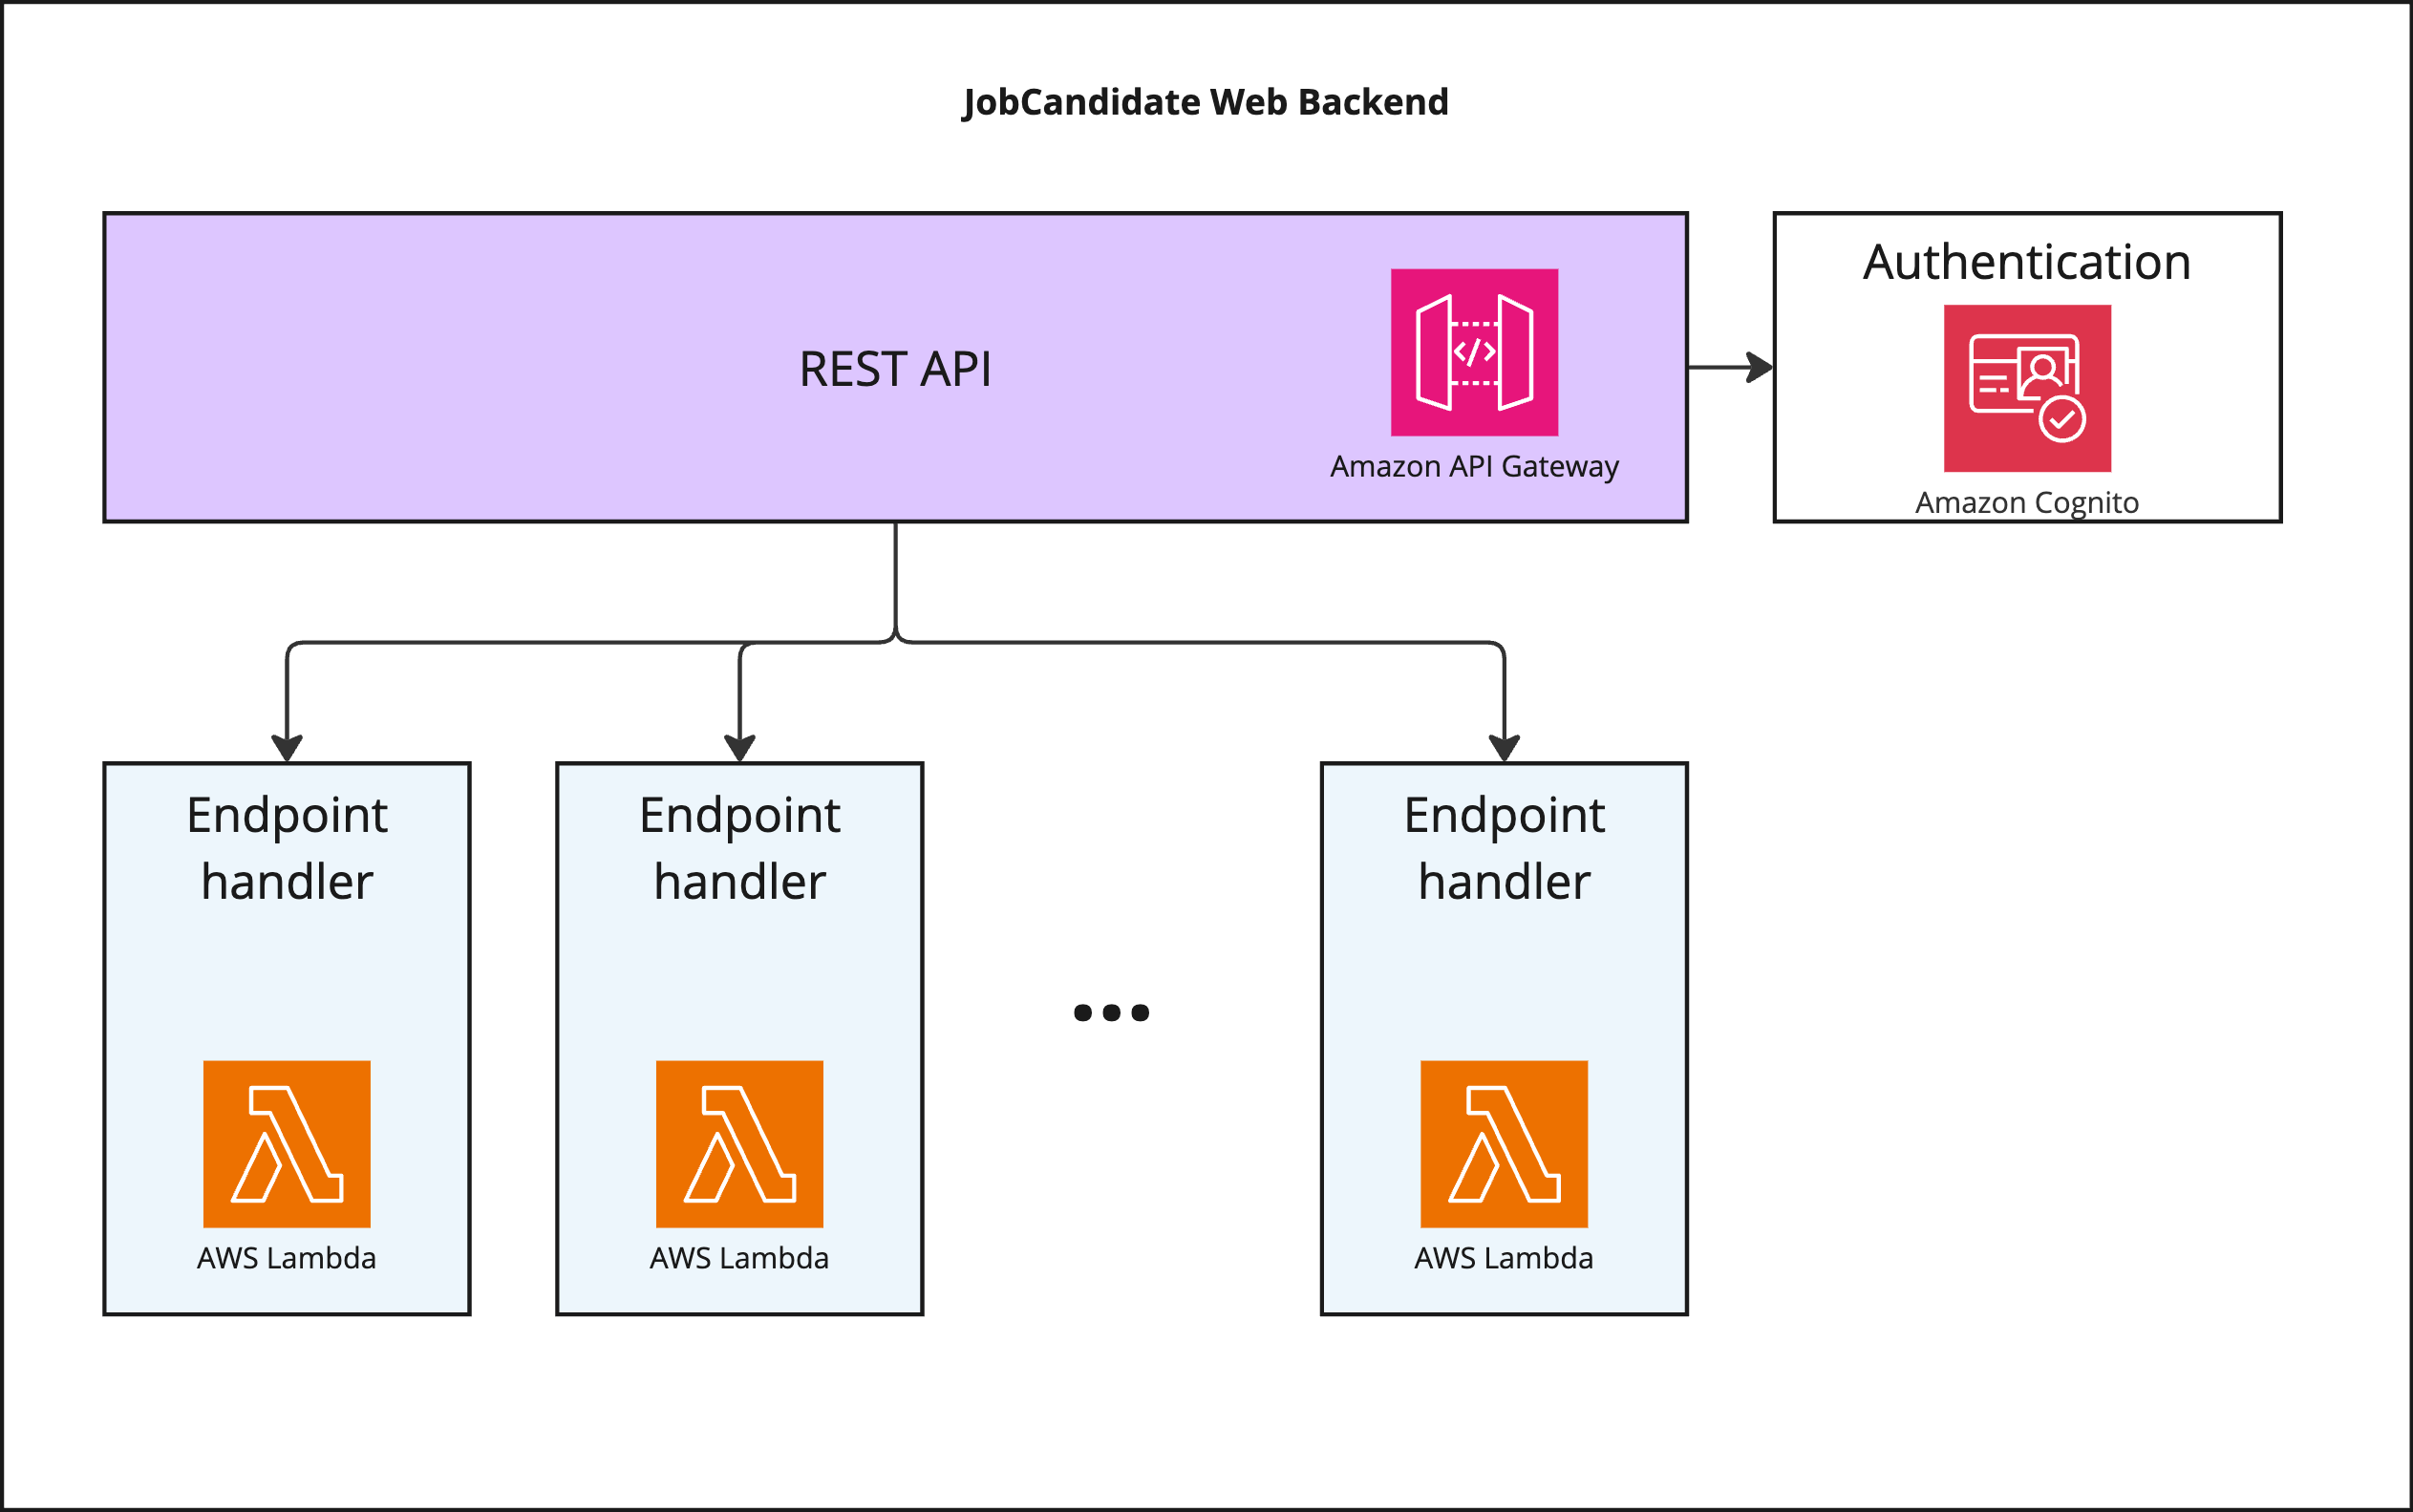 JobCandidate Web Backend
REST API
Amazon API Gateway
Authentication
Amazon Cognito
Endpoint
handler
AWS Lambda
Endpoint
handler
AWS Lambda
...
Endpoint
handler
AWS Lambda